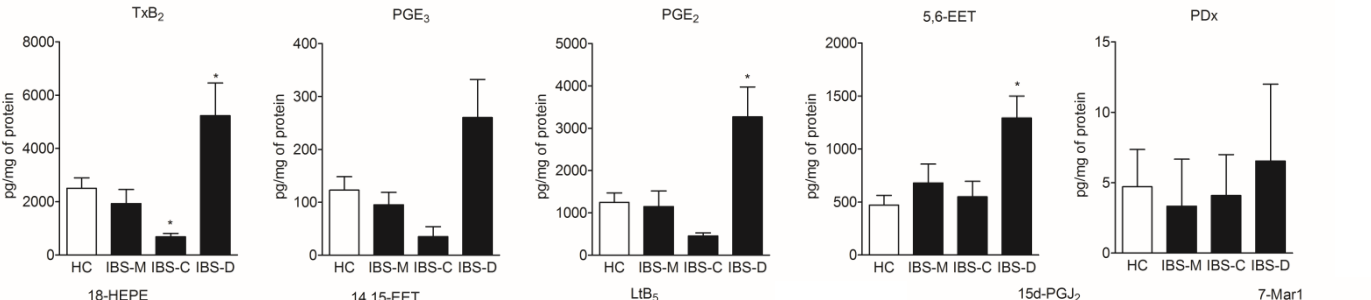 TxB2
PGE3
PGE2
5,6-EET
PDx
pg/mg of protein
8000
6000
4000
2000
0
*
*
HC IBS-M IBS-C IBS-D
pg/mg of protein
400
300
200
100
0
HC IBS-M IBS-C IBS-D
pg/mg of protein
5000
4000
3000
2000
1000
0
*
HC IBS-M IBS-C IBS-D
pg/mg of protein
2000
1500
1000
500
0
*
HC IBS-M IBS-C IBS-D
pg/mg of protein
15
10
5
0
HC IBS-M IBS-C IBS-D
18-HEPE
14,15-EET
LtB5
15d-PGJ2
7-Mar1